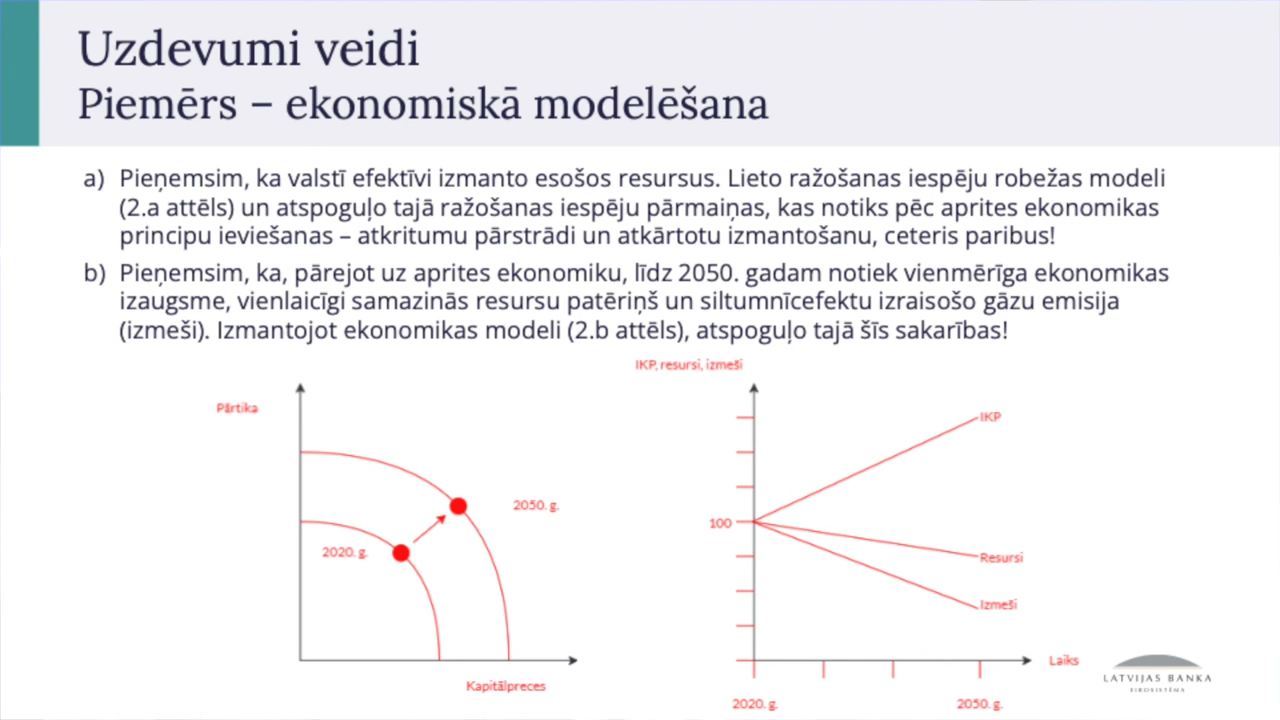 Uzdevumi veidi
Piemērs – ekonomiskā modelēšana
a) Pieņemsim, ka valstī efektīvi izmanto esošos resursus. Lieto ražošanas iespēju robežas modeli
(2.a attēls) un atspoguļo tajā ražošanas iespēju pārmaiņas, kas notiks pēc aprites ekonomikas
principu ieviešanas – atkritumu pārstrādi un atkārtotu izmantošanu, ceteris paribus!
b) Pieņemsim, ka, pārejot uz aprites ekonomiku, līdz 2050. gadam notiek vienmērīga ekonomikas
izaugsme, vienlaicīgi samazinās resursu patēriņš un siltumnīcefektu izraisošo gāzu emisija
(izmeši). Izmantojot ekonomikas modeli (2.b attēls), atspoguļo tajā šīs sakarības!
Pārtika
2050. g.
2020. g.
Kapitālpreces
IKP, resursi, izmeši
IKP
100
Resursi
Izmeši
Laiks
2020. g.
2050. g.
LATVIJAS BANKA
EIROSISTĒMA